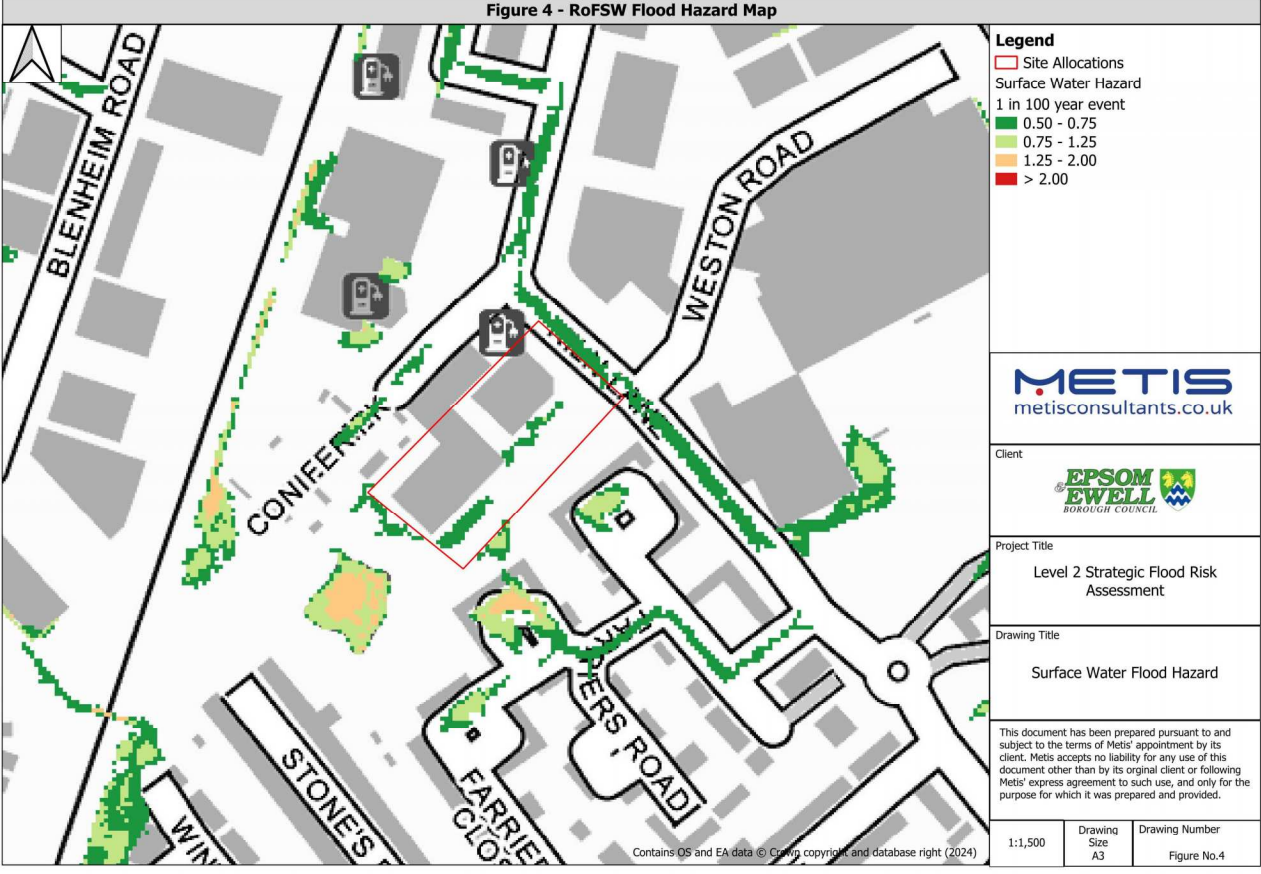 Figure 4 - RoFSW Flood Hazard Map
BLENHEIM ROAD
WESTON ROAD
STONE'S
ROAD
Legend
Site Allocations
Surface Water Hazard
1 in 100 year event
0.50 - 0.75
0.75 - 1.25
1.25 - 2.00
> 2.00
METIS
metisconsultants.co.uk
Client
EPSOM
& EWELL
BOROUGH COUNCIL
Project Title
Level 2 Strategic Flood Risk
Assessment
Drawing Title
Surface Water Flood Hazard
This document has been prepared pursuant to and
subject to the terms of Metis' appointment by its
client. Metis accepts no liability for any use of this
document other than by its orginal client or following
Metis' express agreement to such use, and only for the
purpose for which it was prepared and provided.
1:1,500
Drawing
Size
A3
Drawing Number
Figure No.4
Contains OS and EA data © Crown copyright and database right (2024)